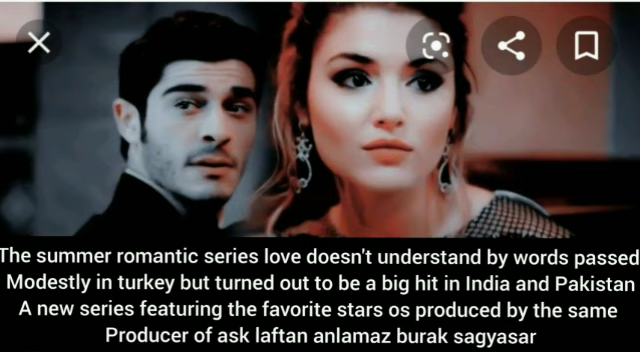 The summer romantic series love doesn't understand by words passed
Modestly in turkey but turned out to be a big hit in India and Pakistan
A new series featuring the favorite stars os produced by the same
Producer of ask laftan anlamaz burak sagyasar